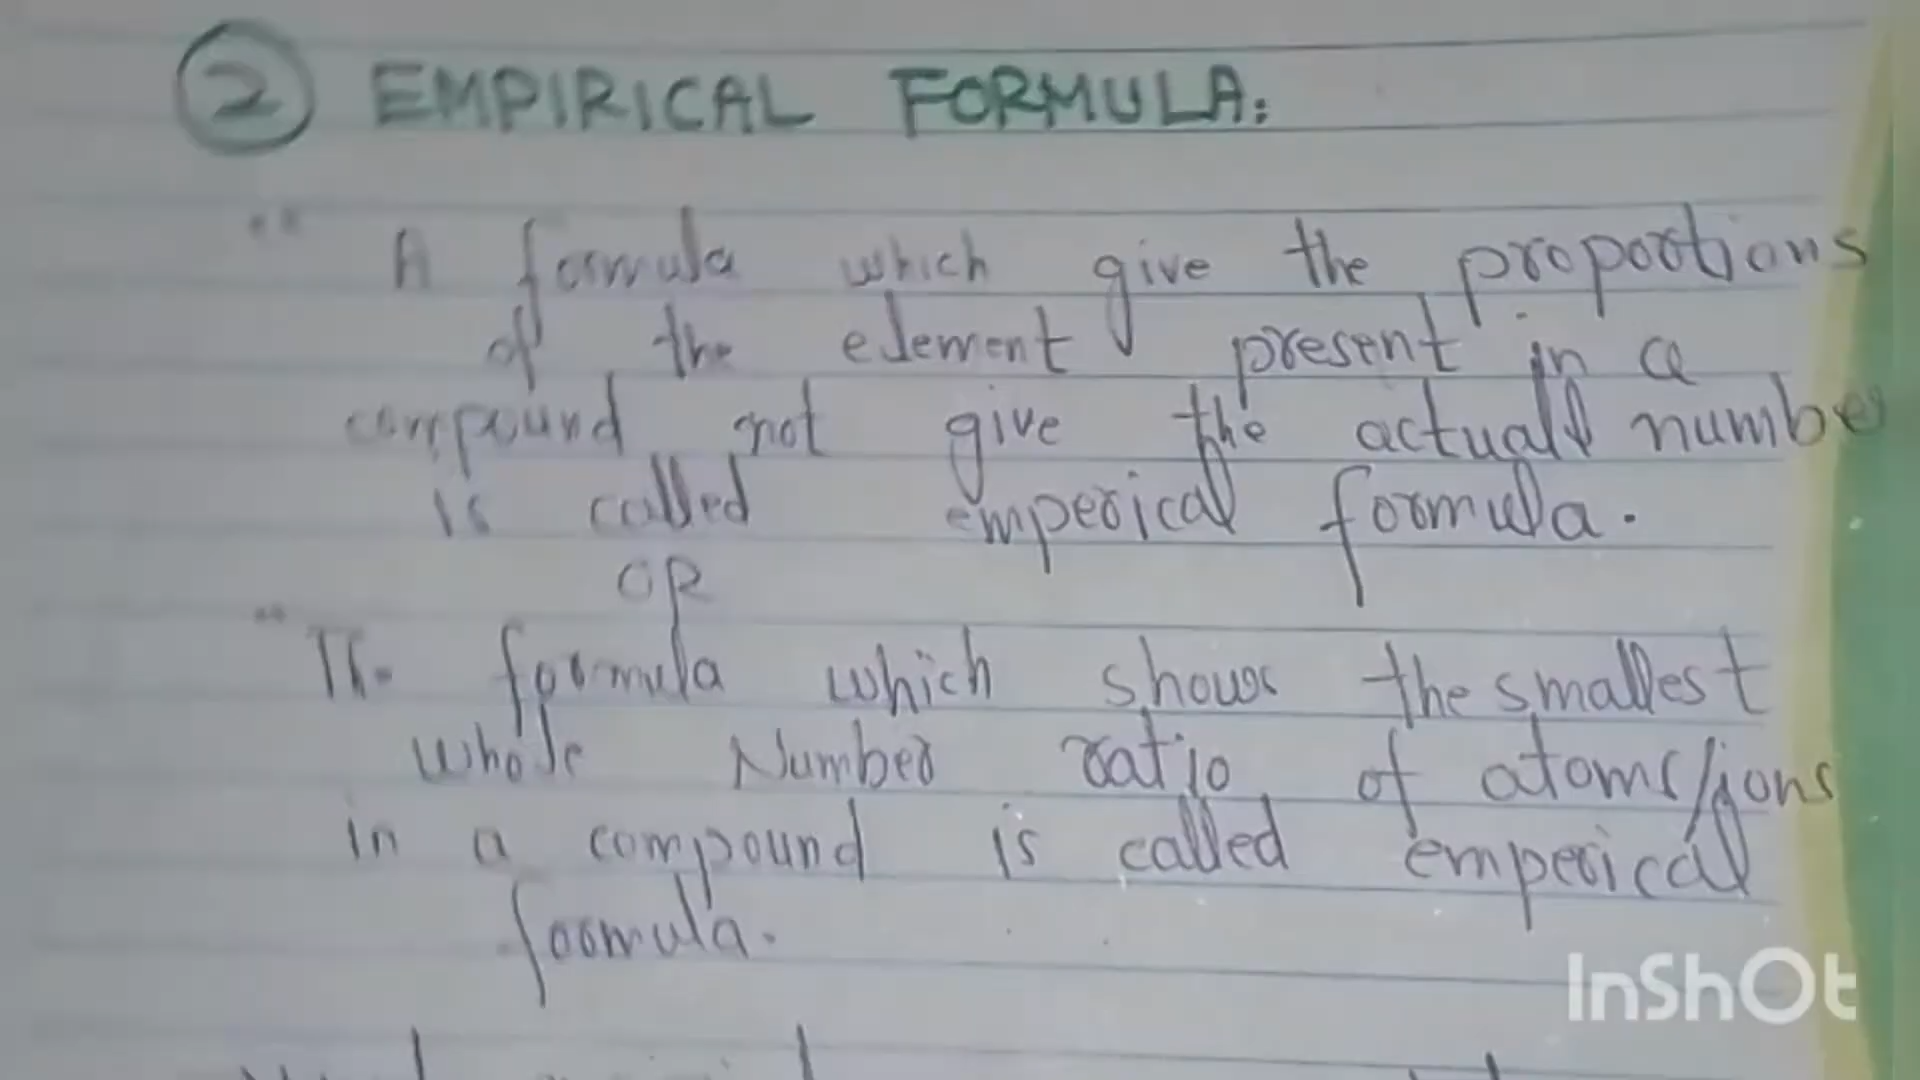 2 EMPIRICAL FORMULA:
" A formula which give the proportions
of the element present in a
compound not give the actuall number
is called emperical formula.
OR
" The formula which shows the smallest
whole Number ratio of atoms/ions
in a compound is called emperical
formula.
InShOt